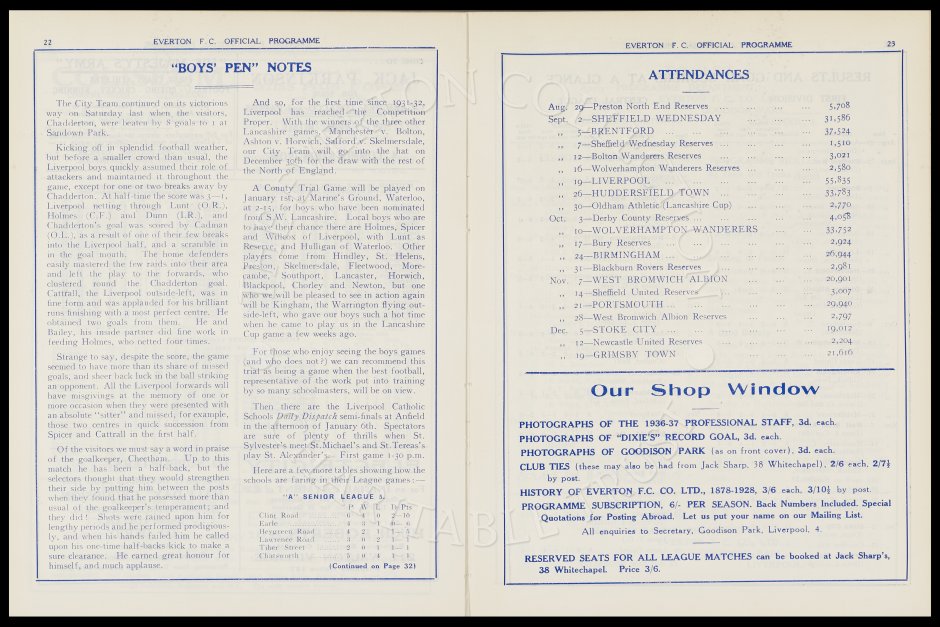 22
EVERTON F.C. OFFICIAL PROGRAMME
"BOYS' PEN" NOTES
The City Team continued on its victorious
way on Saturday last when the visitors,
Chadderton, were beaten by 8 goals to 1 at
Sandown Park.
Kicking off in splendid football weather,
but before a smaller crowd than usual, the
Liverpool boys quickly assumed their role of
attackers and maintained it throughout the
game, except for one or two breaks away by
Chadderton. At half-time the score was 3—1,
Liverpool netting through Lunt (O.R.),
Holmes (C.F.) and Dunn (I.R.), and
Chadderton's goal was scored by Cadman
(O.L.), as a result of one of their few breaks
into the Liverpool half, and a scramble in
in the goal mouth. The home defenders
easily mastered the few raids into their area
and left the play to the forwards, who
clustered round the Chadderton goal.
Cattrall, the Liverpool outside-left, was in
fine form and was applauded for his brilliant
runs finishing with a most perfect centre. He
obtained two goals from them. He and
Bailey, his inside partner did fine work in
feeding Holmes, who netted four times.
Strange to say, despite the score, the game
seemed to have more than its share of missed
goals, and sheer back luck in the ball striking
an opponent. All the Liverpool forwards will
have misgivings at the memory of one or
more occasion when they were presented with
an absolute "sitter" and missed, for example,
those two centres in quick succession from
Spicer and Cattrall in the first half.
Of the visitors we must say a word in praise
of the goalkeeper, Cheetham. Up to this
match he has been a half-back, but the
selectors thought that they would strengthen
their side by putting him between the posts
when they found that he possessed more than
usual of the goalkeeper's temperament; and
they did! Shots were rained upon him for
lengthy periods and he performed prodigious-
ly, and when his hands failed him he called
upon his one-time half-backs kick to make a
sure clearance. He earned great honour for
himself, and much applause.
And so, for the first time since 1931-32,
Liverpool has reached the Competition
Proper. With the winners of the three other
Lancashire games, Manchester v. Bolton,
Ashton v. Horwich, Salford v. Skelmersdale,
our City Team will go into the hat on
December 30th for the draw with the rest of
the North of England.
A County Trial Game will be played on
January 1st, at Marine's Ground, Waterloo,
at 2-15, for boys who have been nominated
from S.W. Lancashire. Local boys who are
to have their chance there are Holmes, Spicer
and Wilson of Liverpool, with Lunt as
Reserve, and Hulligan of Waterloo. Other
players come from Hindley, St. Helens,
Preston, Skelmersdale, Fleetwood, More-
cambe, Southport, Lancaster, Horwich,
Blackpool, Chorley and Newton, but one
who we will be pleased to see in action again
will be Kingham, the Warrington flying outside-
side-left, who gave our boys such a hot time
when he came to play us in the Lancashire
Cup game a few weeks ago.
For those who enjoy seeing the boys games
(and who does not?) we can recommend this
trial as being a game when the best football,
representative of the work put into training
by so many schoolmasters, will be on view.
Then there are the Liverpool Catholic
Schools Daily Dispatch semi-finals at Anfield
in the afternoon of January 6th. Spectators
are sure of plenty of thrills when St.
Sylvester's meet St. Michael's and St. Teresa's
play St. Alexander's. First game 1-30 p.m.
Here are a few more tables showing how the
schools are faring in their League games:—
"A" SENIOR LEAGUE 5.
P W L D Pts
Clint Road
Earle
Heygreen Road
Lawrence Road
Tiber Street
Chatsworth
(Continued on Page 32)
EVERTON F.C. OFFICIAL PROGRAMME
23
ATTENDANCES
Aug. 29—Preston North End Reserves ... 5,708
Sept. 2—SHEFFIELD WEDNESDAY ... 31,586
,, 5—BRENTFORD ... 37,524
,, 7—Sheffield Wednesday Reserves ... 1,510
,, 12—Bolton Wanderers Reserves ... 3,021
,, 16—Wolverhampton Wanderers Reserves ... 2,580
,, 19—LIVERPOOL ... 55,835
,, 26—HUDDERSFIELD TOWN ... 33,783
,, 30—Oldham Athletic (Lancashire Cup) ... 2,770
Oct. 3—Derby County Reserves ... 4,058
,, 10—WOLVERHAMPTON WANDERERS ... 33,752
,, 17—Bury Reserves ... 2,924
,, 24—BIRMINGHAM ... 26,944
,, 31—Blackburn Rovers Reserves ... 2,981
Nov. 7—WEST BROMWICH ALBION ... 20,901
,, 14—Sheffield United Reserves ... 3,007
,, 21—PORTSMOUTH ... 29,940
,, 28—West Bromwich Albion Reserves ... 2,797
Dec. 5—STOKE CITY ... 19,012
,, 12—Newcastle United Reserves ... 2,204
,, 19—GRIMSBY TOWN ... 21,616
Our Shop Window
PHOTOGRAPHS OF THE 1936-37 PROFESSIONAL STAFF, 3d. each.
PHOTOGRAPHS OF "DIXIE'S" RECORD GOAL, 3d. each.
PHOTOGRAPHS OF GOODISON PARK (as on front cover), 3d. each.
CLUB TIES (these may also be had from Jack Sharp, 38 Whitechapel), 2/6 each, 2/7½
by post.
HISTORY OF EVERTON F.C. CO. LTD., 1878-1928, 3/6 each, 3/10½ by post.
PROGRAMME SUBSCRIPTION, 6/- PER SEASON. Back Numbers Included. Special
Quotations for Posting Abroad. Let us put your name on our Mailing List.
All enquiries to Secretary, Goodison Park, Liverpool, 4.
RESERVED SEATS FOR ALL LEAGUE MATCHES can be booked at Jack Sharp's,
38 Whitechapel. Price 3/6.